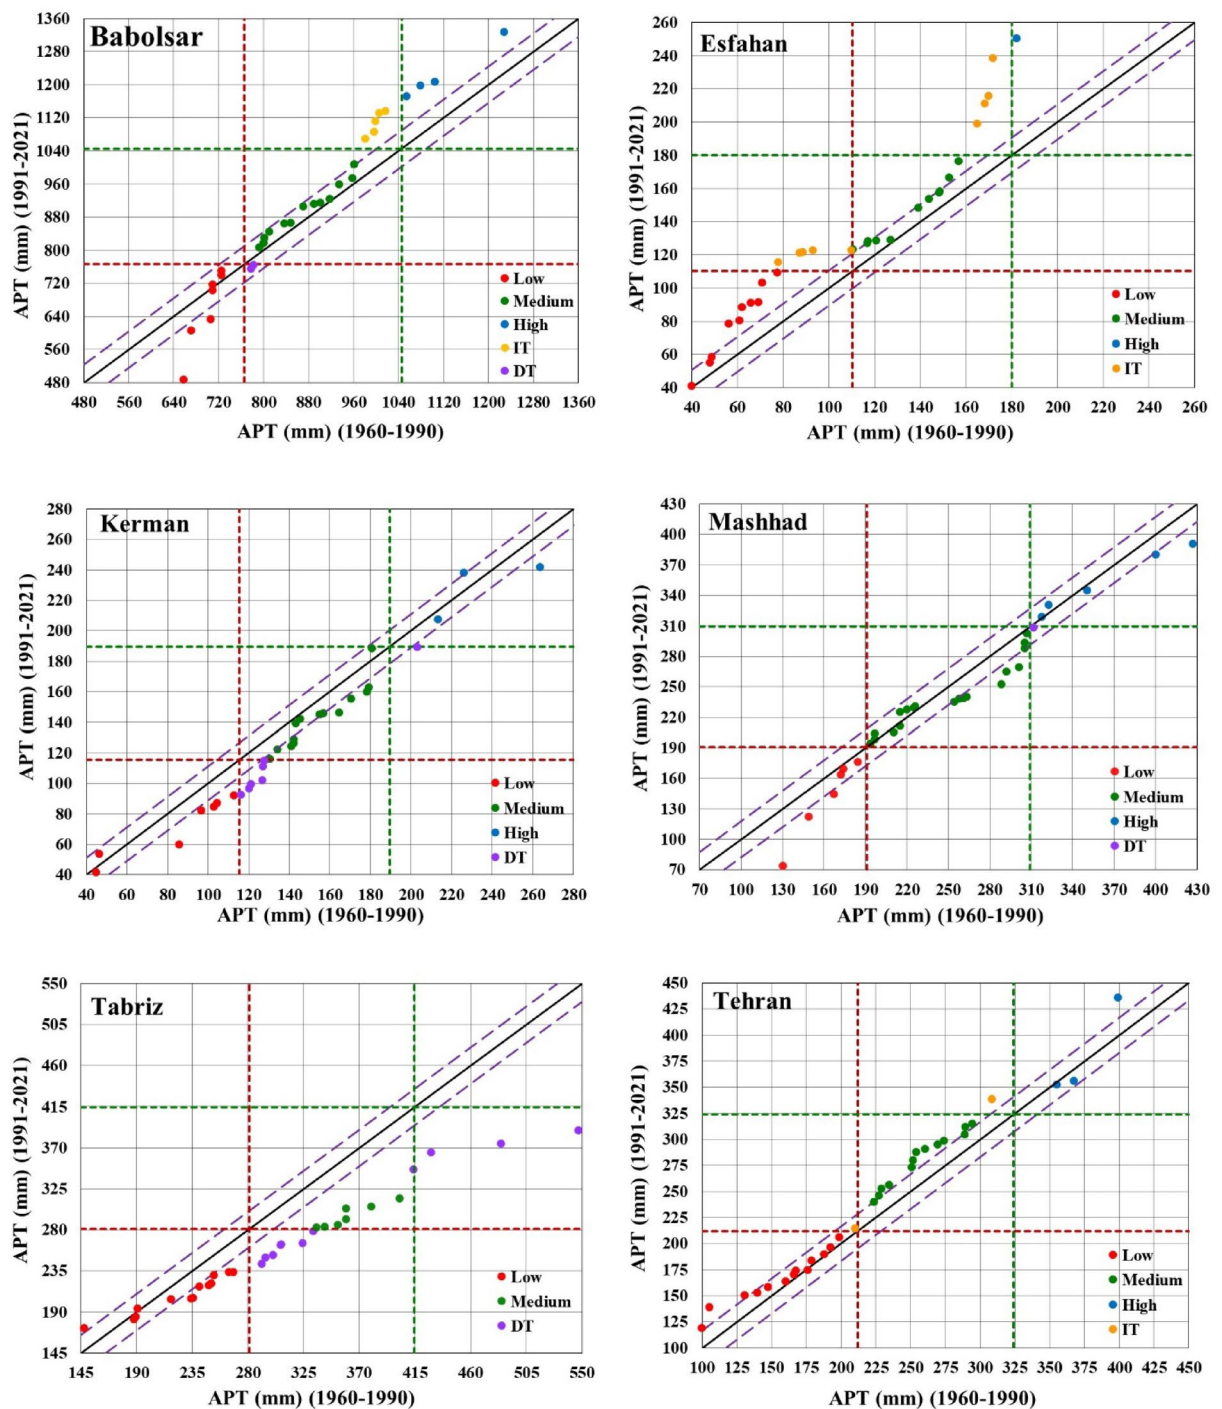 Babolsar
1360
1280
1200
1120
1040
960
880
800
720
640
560
480
APT (mm) (1991-2021)
Low
Medium
High
IT
DT
480 560 640 720 800 880 960 1040 1120 1200 1280 1360
APT (mm) (1960-1990)
Esfahan
260
240
220
200
180
160
140
120
100
80
60
40
APT (mm) (1991-2021)
Low
Medium
High
IT
40 60 80 100 120 140 160 180 200 220 240 260
APT (mm) (1960-1990)
Kerman
280
260
240
220
200
180
160
140
120
100
80
60
40
APT (mm) (1991-2021)
Low
Medium
High
DT
40 60 80 100 120 140 160 180 200 220 240 260 280
APT (mm) (1960-1990)
Mashhad
430
400
370
340
310
280
250
220
190
160
130
100
70
APT (mm) (1991-2021)
Low
Medium
High
DT
70 100 130 160 190 220 250 280 310 340 370 400 430
APT (mm) (1960-1990)
Tabriz
550
505
460
415
370
325
280
235
190
145
APT (mm) (1991-2021)
Low
Medium
DT
145 190 235 280 325 370 415 460 505 550
APT (mm) (1960-1990)
Tehran
450
425
400
375
350
325
300
275
250
225
200
175
150
125
100
APT (mm) (1991-2021)
Low
Medium
High
IT
100 125 150 175 200 225 250 275 300 325 350 375 400 425 450
APT (mm) (1960-1990)